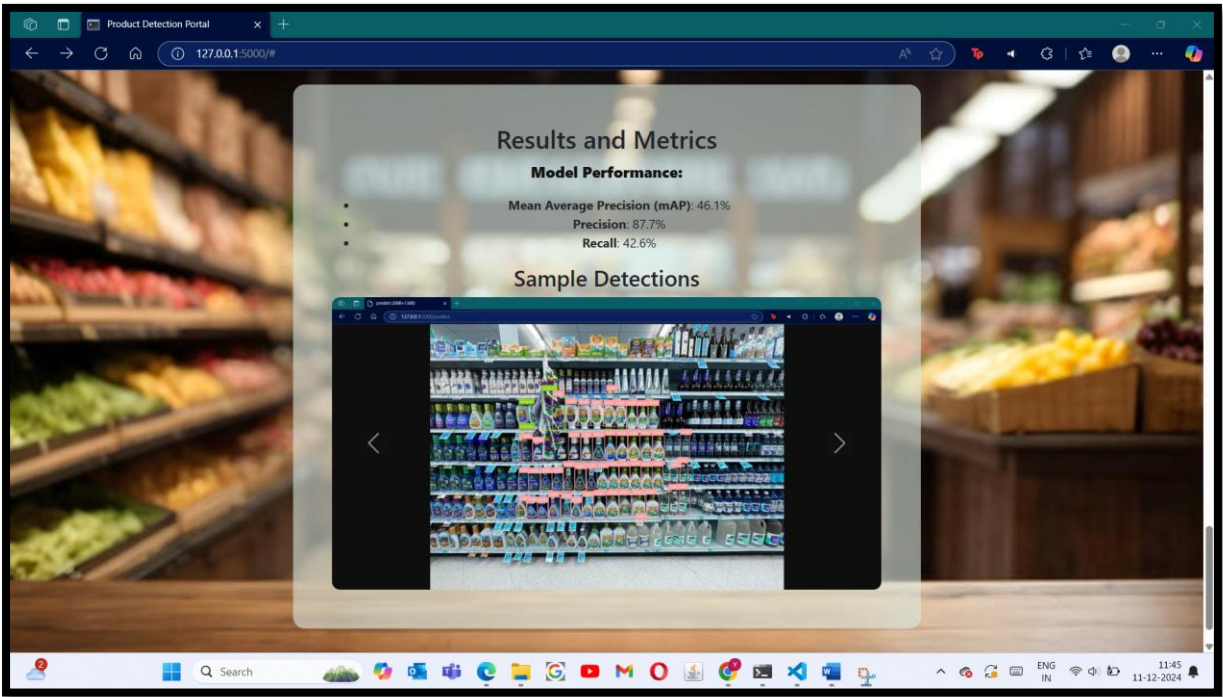 Product Detection Portal
127.0.0.1:5000/#
Results and Metrics
Model Performance:
Mean Average Precision (mAP): 46.1%
Precision: 87.7%
Recall: 42.6%
Sample Detections
2
Search
ENG
IN
11:45
11-12-2024